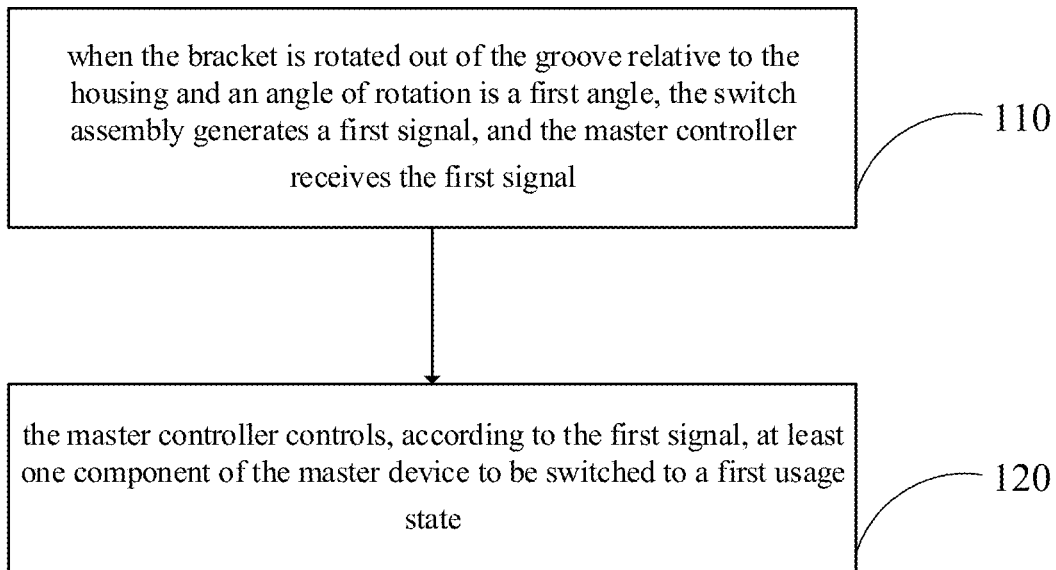 when the bracket is rotated out of the groove relative to the
housing and an angle of rotation is a first angle, the switch
assembly generates a first signal, and the master controller
receives the first signal
110
the master controller controls, according to the first signal, at least
one component of the master device to be switched to a first usage
state
120